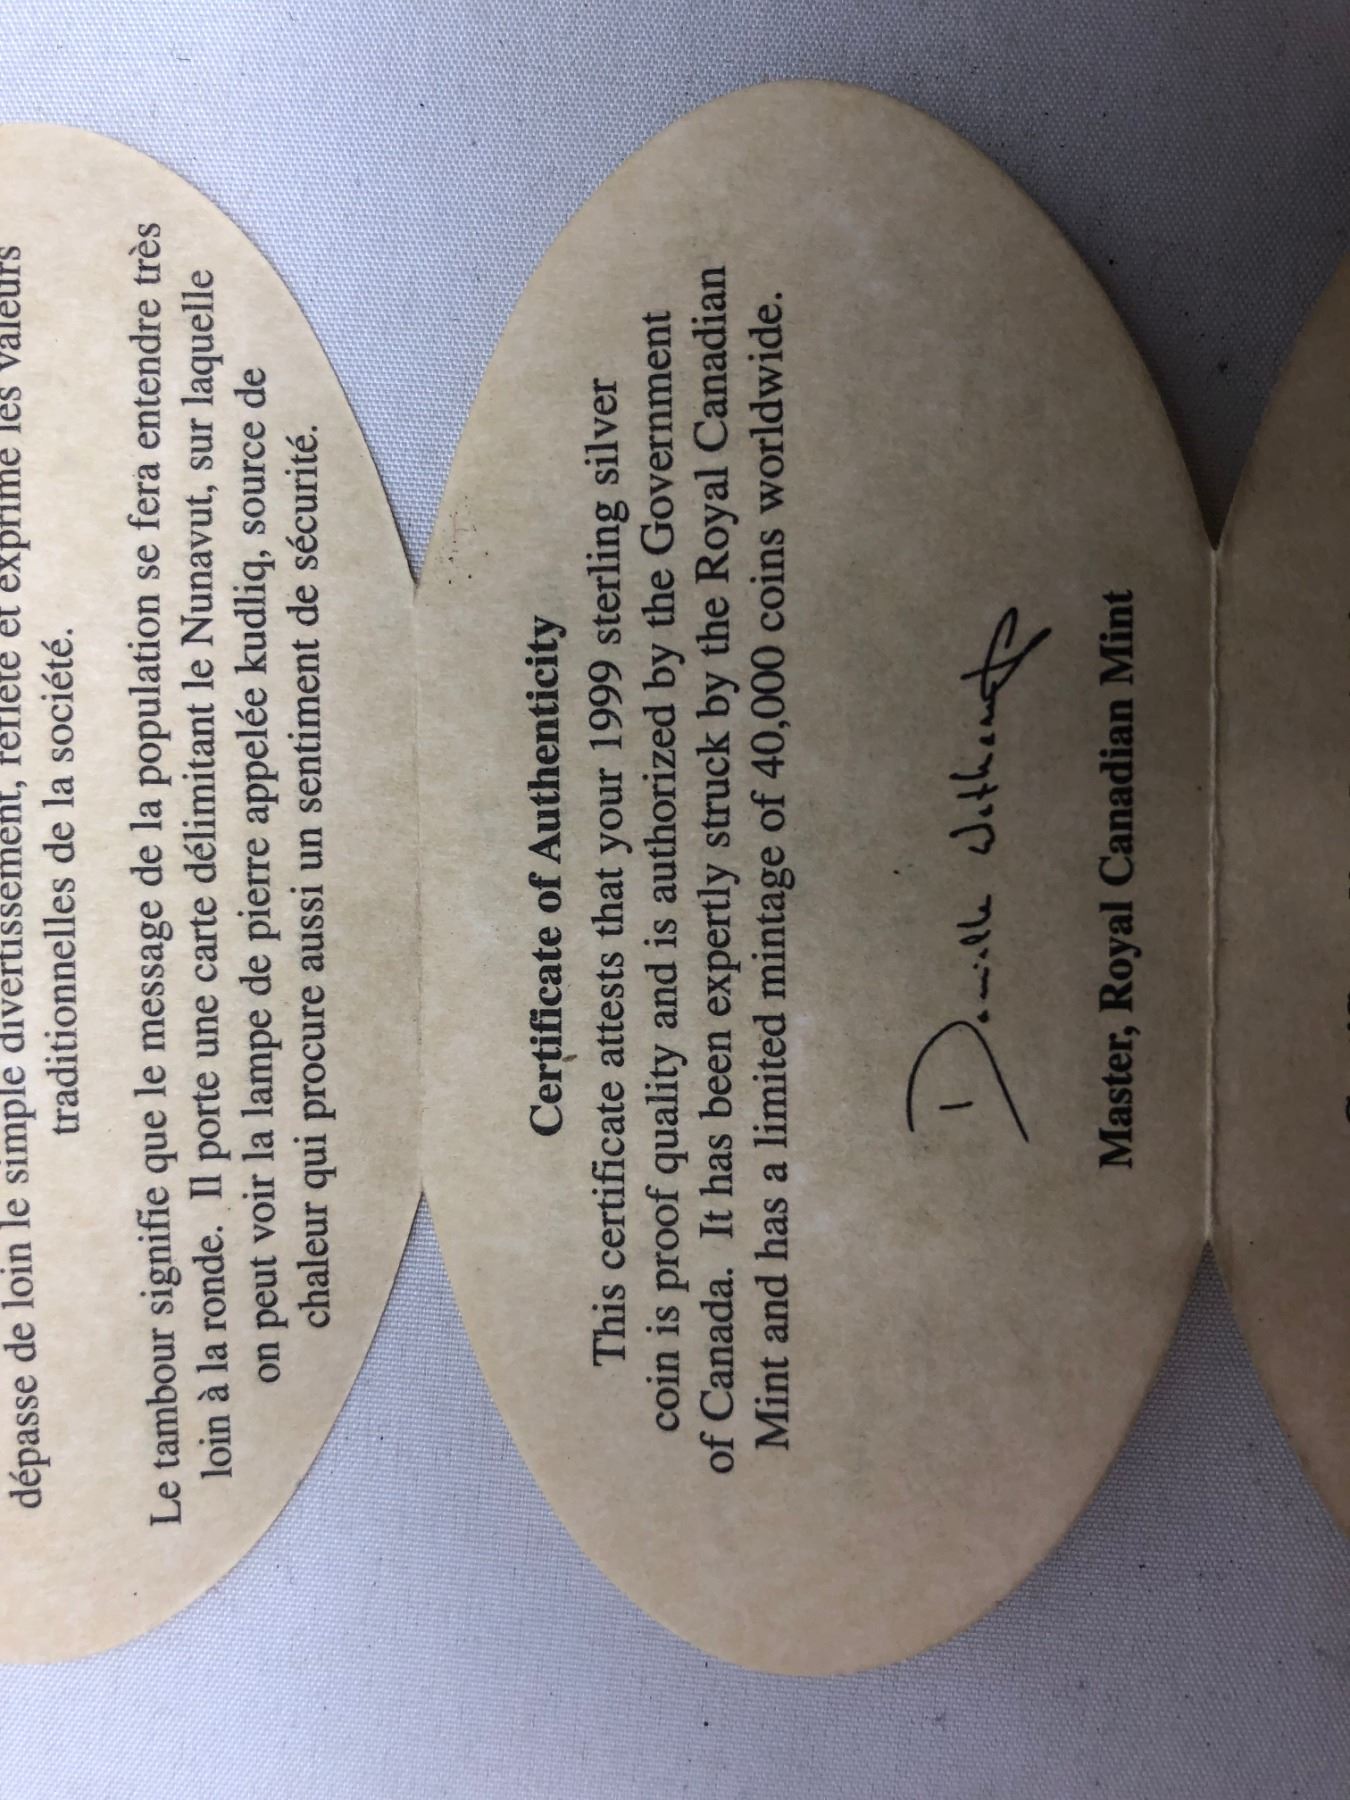 dépasse de loin le simple divertissement, reflète et exprime les valeurs
traditionnelles de la société.
Le tambour signifie que le message de la population se fera entendre très
loin à la ronde. Il porte une carte délimitant le Nunavut, sur laquelle
on peut voir la lampe de pierre appelée kudliq, source de
chaleur qui procure aussi un sentiment de sécurité.
Certificate of Authenticity
This certificate attests that your 1999 sterling silver
coin is proof quality and is authorized by the Government
of Canada. It has been expertly struck by the Royal Canadian
Mint and has a limited mintage of 40,000 coins worldwide.
Master, Royal Canadian Mint